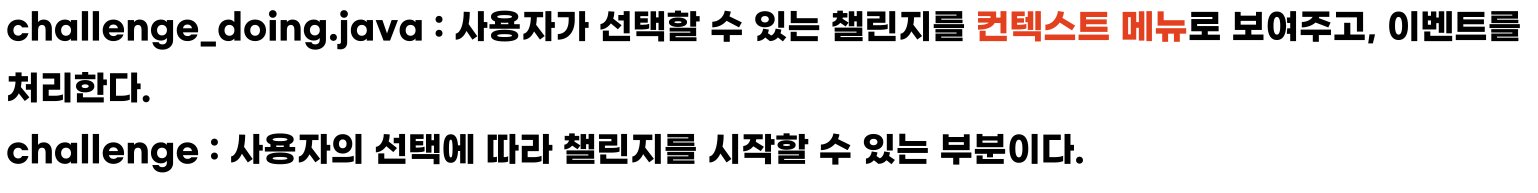 challenge_doing.java : 사용자가 선택할 수 있는 챌린지를 컨텍스트 메뉴로 보여주고, 이벤트를
처리한다.
challenge : 사용자의 선택에 따라 챌린지를 시작할 수 있는 부분이다.